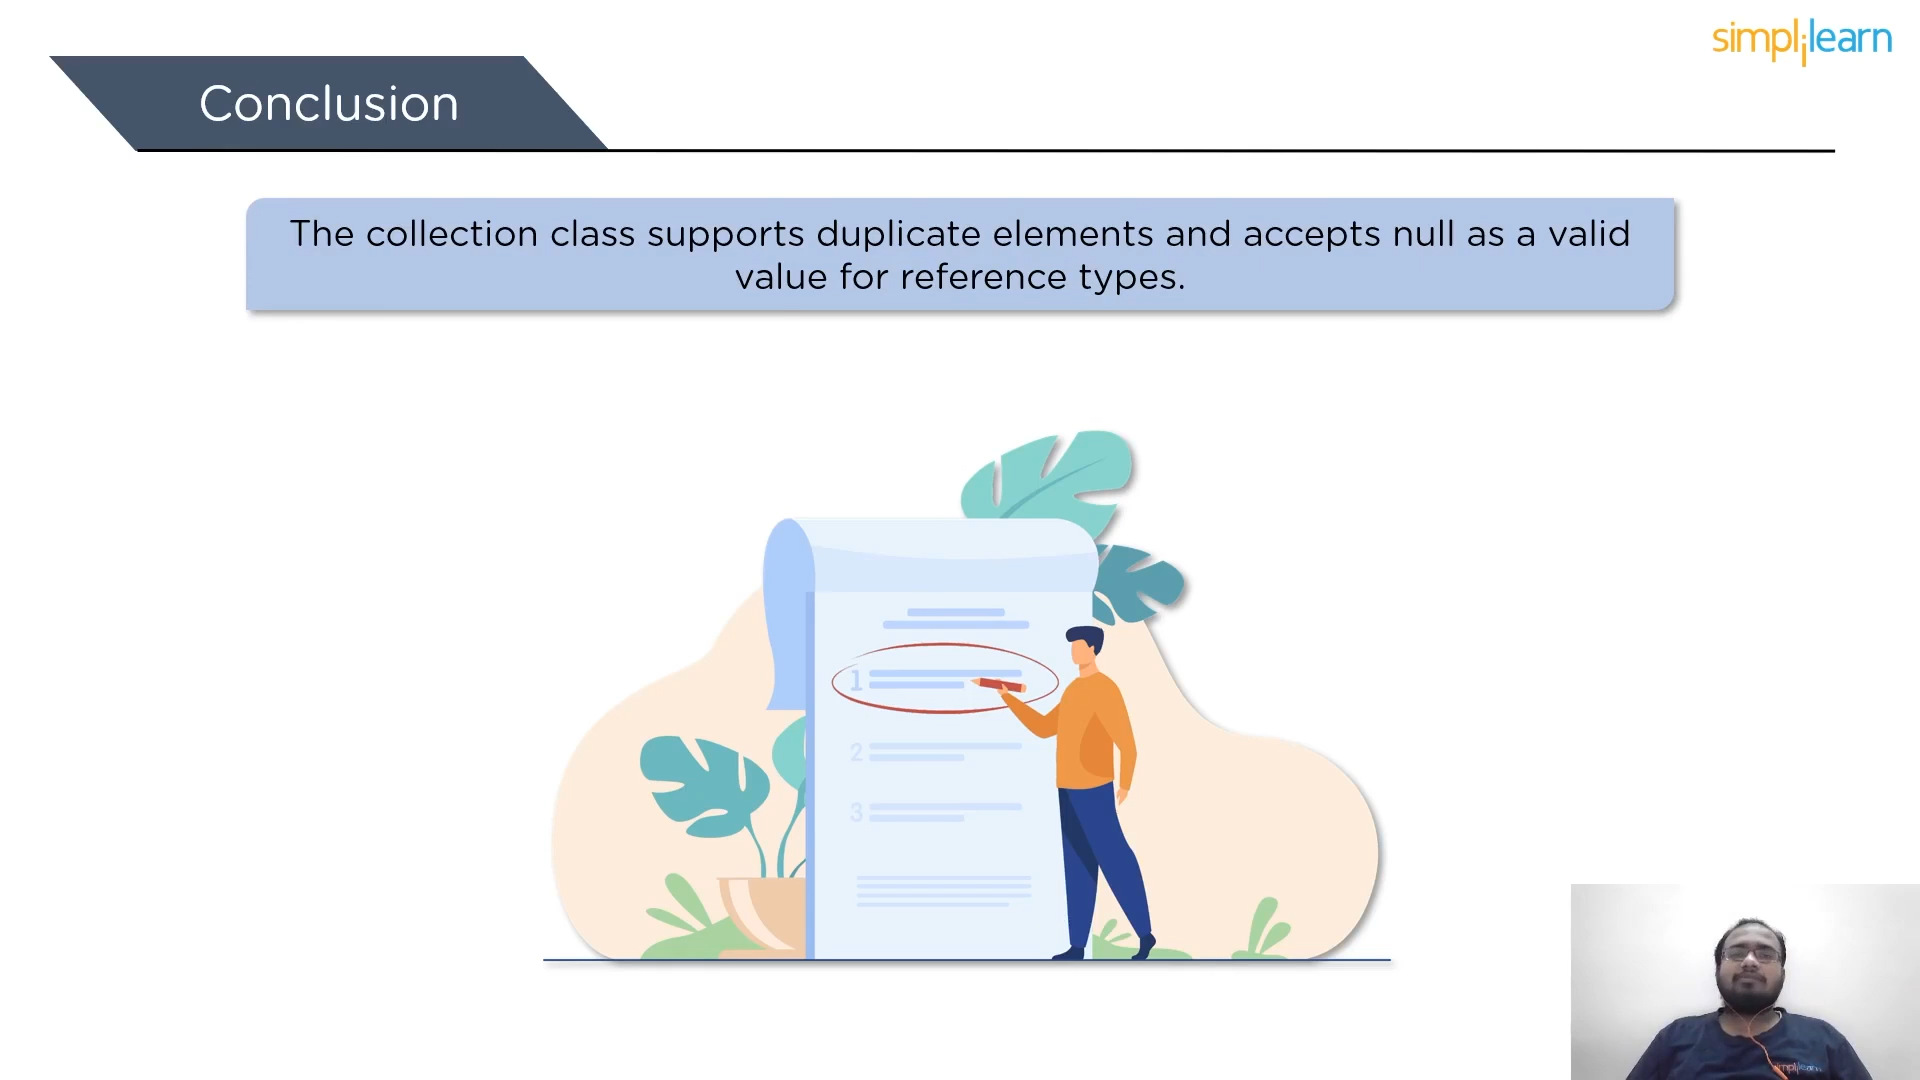 simplilearn
Conclusion
The collection class supports duplicate elements and accepts null as a valid
value for reference types.
1
2
3
simplilearn